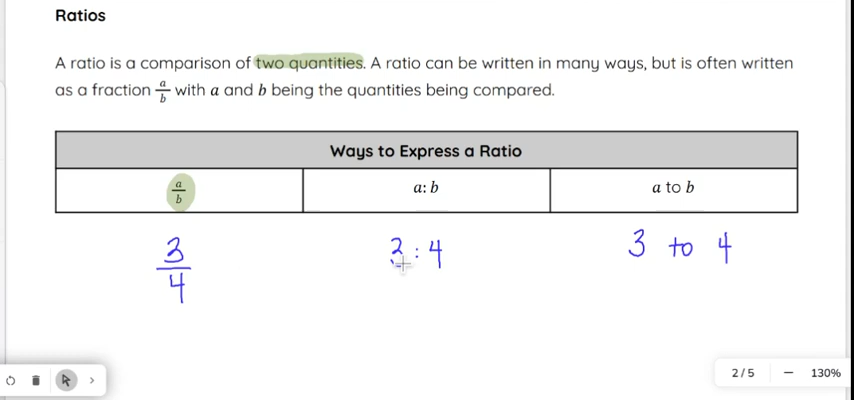 Ratios
A ratio is a comparison of two quantities. A ratio can be written in many ways, but is often written
as a fraction a/b with a and b being the quantities being compared.
Ways to Express a Ratio
a/b a: b a to b
3/4 3 : 4 3 to 4
2 / 5 — 130%